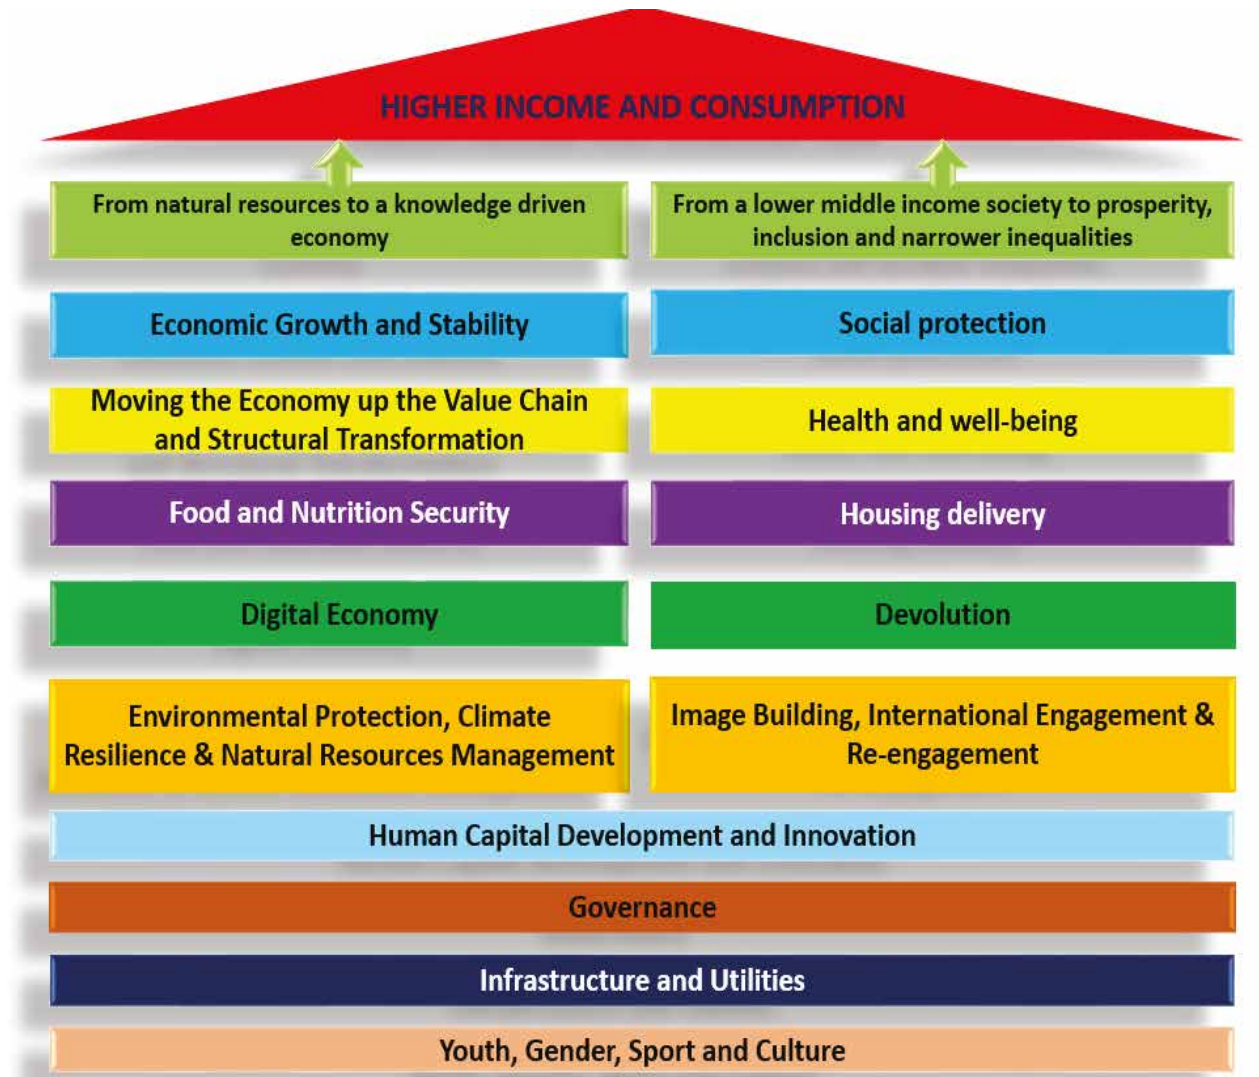 HIGHER INCOME AND CONSUMPTION
From natural resources to a knowledge driven
economy
From a lower middle income society to prosperity,
inclusion and narrower inequalities
Economic Growth and Stability
Social protection
Moving the Economy up the Value Chain
and Structural Transformation
Health and well-being
Food and Nutrition Security
Housing delivery
Digital Economy
Devolution
Environmental Protection, Climate
Resilience & Natural Resources Management
Image Building, International Engagement &
Re-engagement
Human Capital Development and Innovation
Governance
Infrastructure and Utilities
Youth, Gender, Sport and Culture